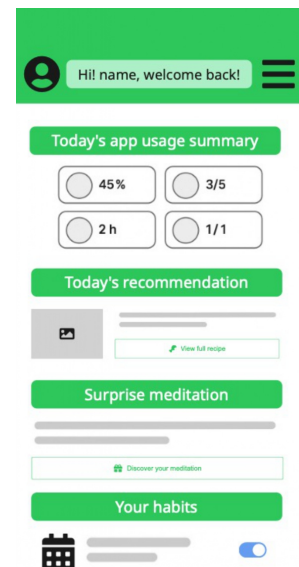 Hi! name, welcome back!
Today's app usage summary
45%
3/5
2 h
1/1
Today's recommendation
View full recipe
Surprise meditation
Discover your meditation
Your habits